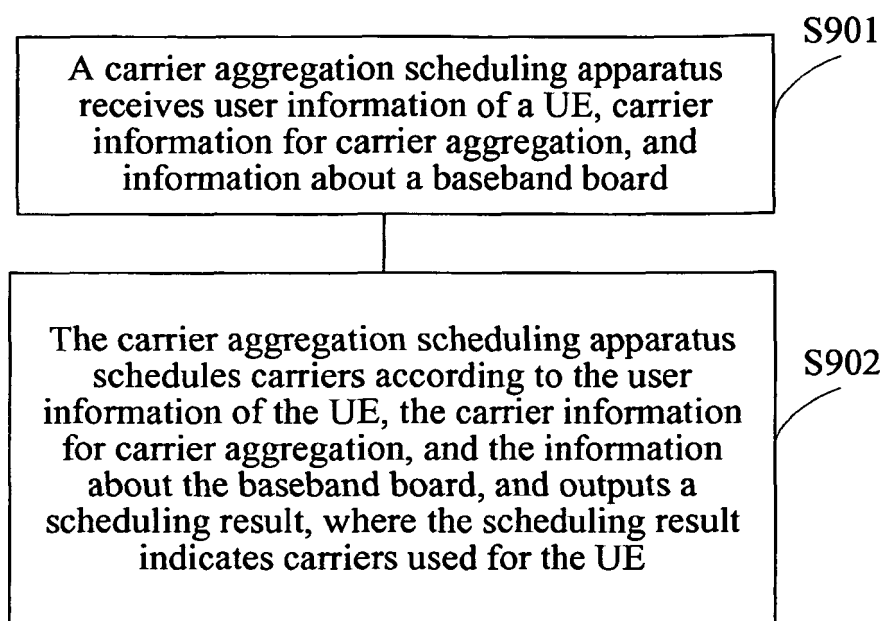 S901
A carrier aggregation scheduling apparatus
receives user information of a UE, carrier
information for carrier aggregation, and
information about a baseband board
S902
The carrier aggregation scheduling apparatus
schedules carriers according to the user
information of the UE, the carrier information
for carrier aggregation, and the information
about the baseband board, and outputs a
scheduling result, where the scheduling result
indicates carriers used for the UE